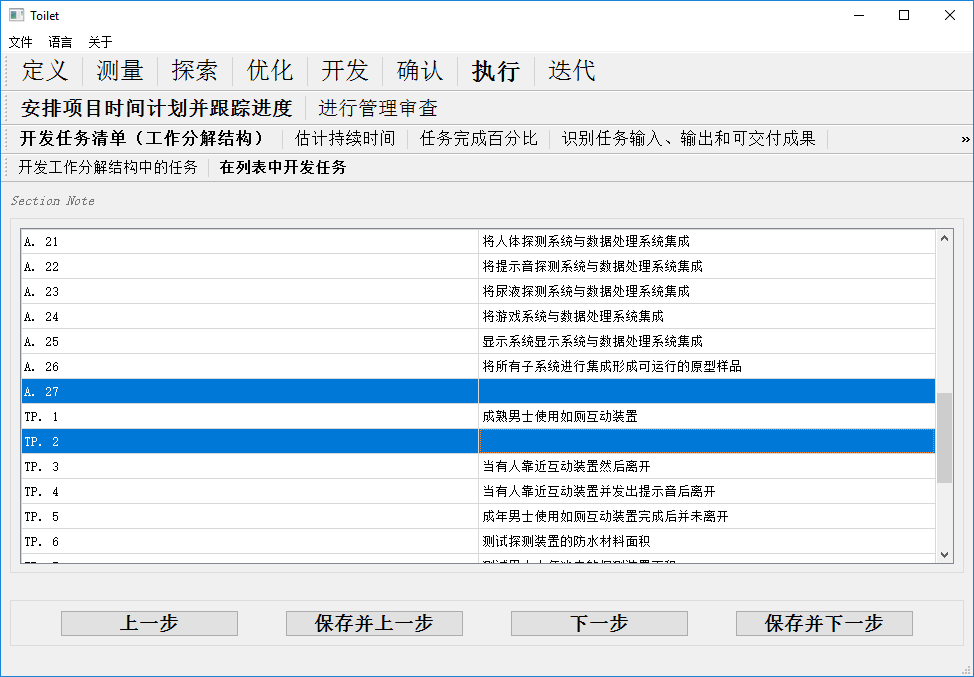 Toilet
文件 语言 关于
定义 测量 探索 优化 开发 确认 执行 迭代
安排项目时间计划并跟踪进度 进行管理审查
开发任务清单（工作分解结构） 估计持续时间 任务完成百分比 识别任务输入、输出和可交付成果 »
开发工作分解结构中的任务 在列表中开发任务
Section Note
A. 21 将人体探测系统与数据处理系统集成
A. 22 将提示音探测系统与数据处理系统集成
A. 23 将尿液探测系统与数据处理系统集成
A. 24 将游戏系统与数据处理系统集成
A. 25 显示系统显示系统与数据处理系统集成
A. 26 将所有子系统进行集成形成可运行的原型样品
A. 27
TP. 1 成熟男士使用如厕互动装置
TP. 2
TP. 3 当有人靠近互动装置然后离开
TP. 4 当有人靠近互动装置并发出提示音后离开
TP. 5 成年男士使用如厕互动装置完成后并未离开
TP. 6 测试探测装置的防水材料面积
上一步 保存并上一步 下一步 保存并下一步